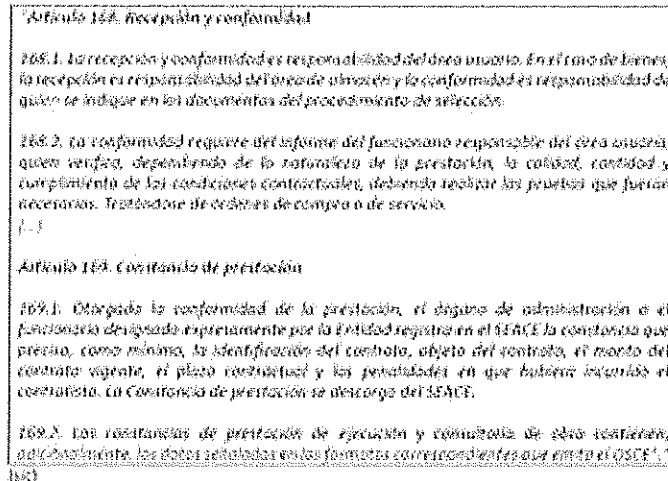 "Artículo 168. Recepción y conformidad
168.1. La recepción y conformidad es responsabilidad del área usuaria. En el caso de bienes,
la recepción es responsabilidad del área de almacén y la conformidad es responsabilidad de
quien se indique en los documentos del procedimiento de selección.
168.2. La conformidad requiere del informe del funcionario responsable del área usuaria,
quien verifica, dependiendo de la naturaleza de la prestación, la calidad, cantidad y
cumplimiento de las condiciones contractuales, debiendo realizar las pruebas que fueran
necesarias. Tratándose de órdenes de compra o de servicio.
(...)
Artículo 169. Constancia de prestación
169.1. Otorgada la conformidad de la prestación, el órgano de administración o el
funcionario designado expresamente por la Entidad registra en el SEACE la constancia que
precisa, como mínimo, la identificación del contrato, objeto del contrato, el monto del
contrato vigente, el plazo contractual y las penalidades en que hubiera incurrido el
contratista. La Constancia de prestación se descarga del SEACE.
169.2. Las constancias de prestación de ejecución y consultoría de obra contienen,
adicionalmente, los datos señalados en los formatos correspondientes que emita el OSCE"."
(sic)